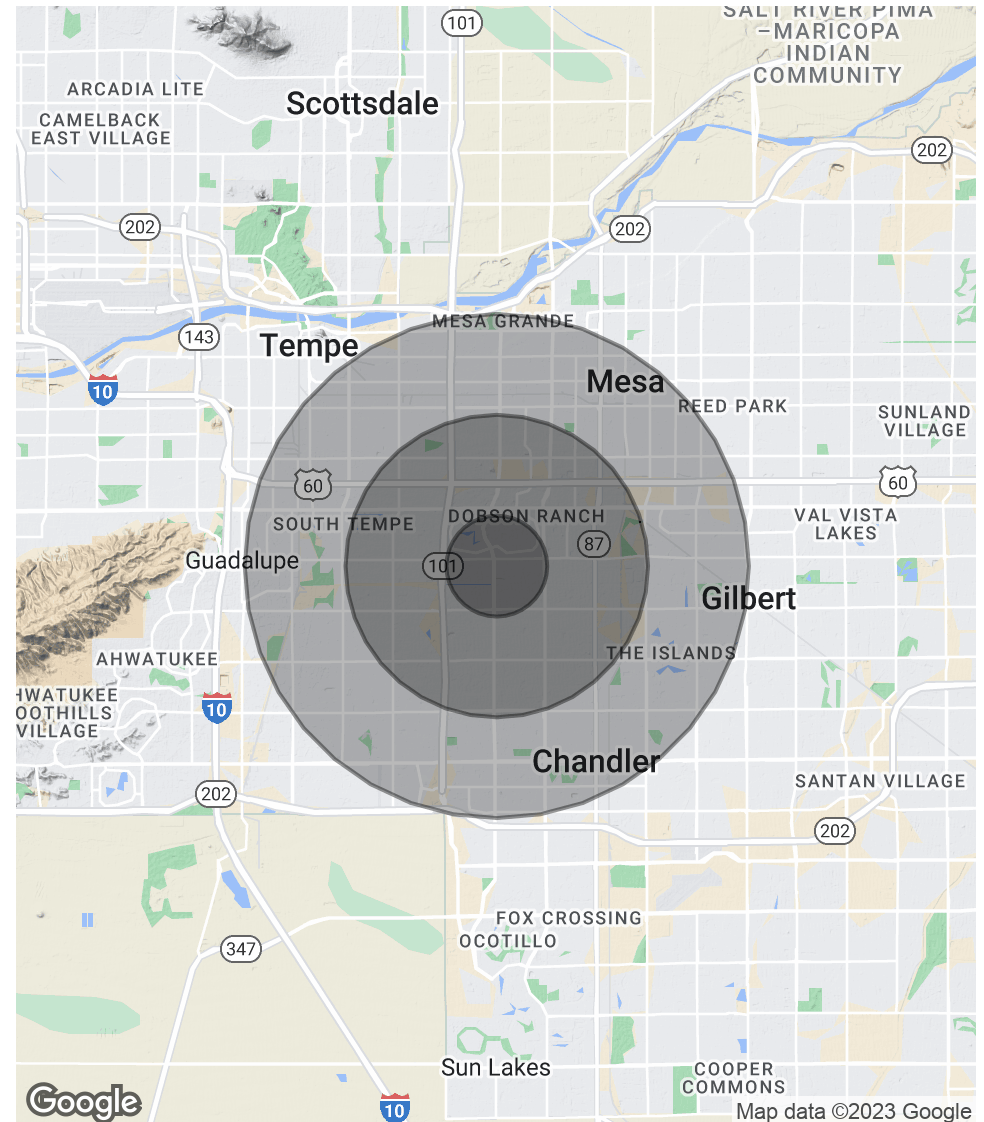 101
SALT RIVER PIMA
–MARICOPA
INDIAN
COMMUNITY
ARCADIA LITE
Scottsdale
CAMELBACK
EAST VILLAGE
202
202
202
MESA GRANDE
143
Tempe
10
Mesa
REED PARK
SUNLAND
VILLAGE
60
60
SOUTH TEMPE
DOBSON RANCH
VAL VISTA
LAKES
87
Guadalupe
101
Gilbert
THE ISLANDS
AHWATUKEE
HWATUKEE
OOTHILLS
VILLAGE
10
Chandler
SANTAN VILLAGE
202
202
FOX CROSSING
OCOTILLO
347
Sun Lakes
COOPER
COMMONS
Google
10
Map data ©2023 Google